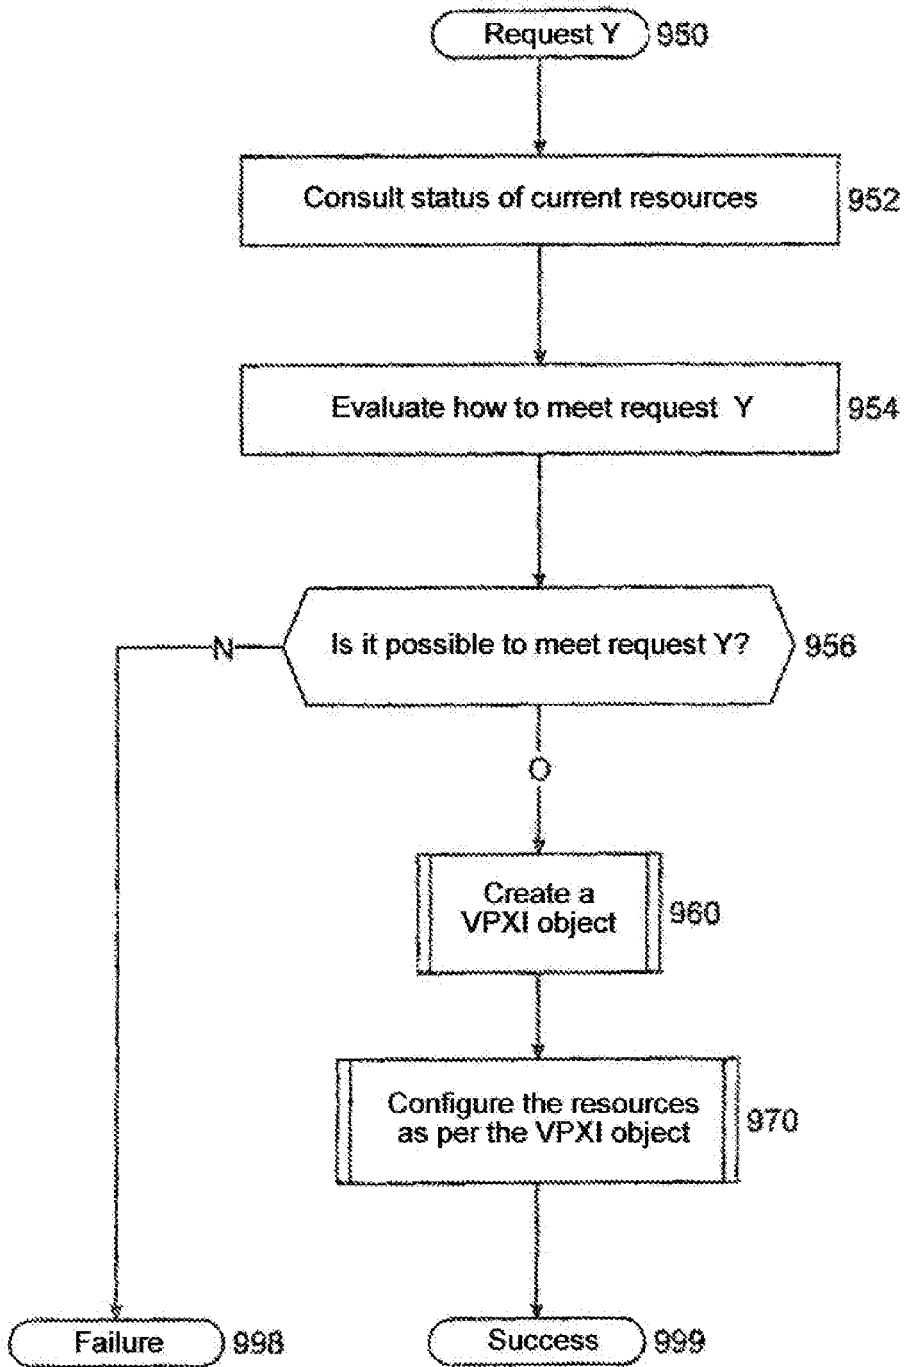 Request Y 950
Consult status of current resources 952
Evaluate how to meet request Y 954
Is it possible to meet request Y? 956
N
O
Create a
VPXI object
960
Configure the resources
as per the VPXI object
970
Failure 998
Success 999